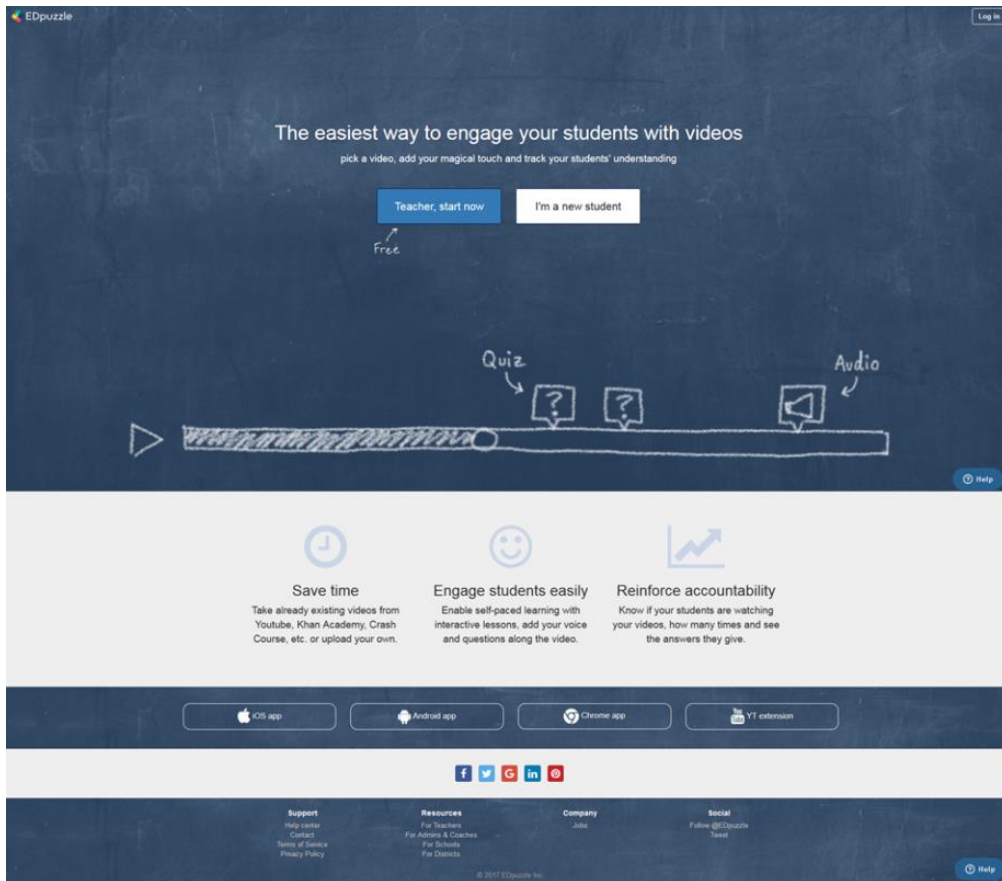 EDpuzzle
Log in
The easiest way to engage your students with videos
pick a video, add your magical touch and track your students' understanding
Teacher, start now
I'm a new student
Free
Quiz
Audio
?
?
Help
Save time
Take already existing videos from
Youtube, Khan Academy, Crash
Course, etc. or upload your own.
Engage students easily
Enable self-paced learning with
interactive lessons, add your voice
and questions along the video.
Reinforce accountability
Know if your students are watching
your videos, how many times and see
the answers they give.
iOS app
Android app
Chrome app
You Tube YT extension
Support
Help center
Contact
Terms of Service
Privacy Policy
Resources
For Teachers
For Admins & Coaches
For Schools
For Districts
Company
Jobs
Social
Follow @EDpuzzle
Tweet
© 2017 EDpuzzle Inc.
Help